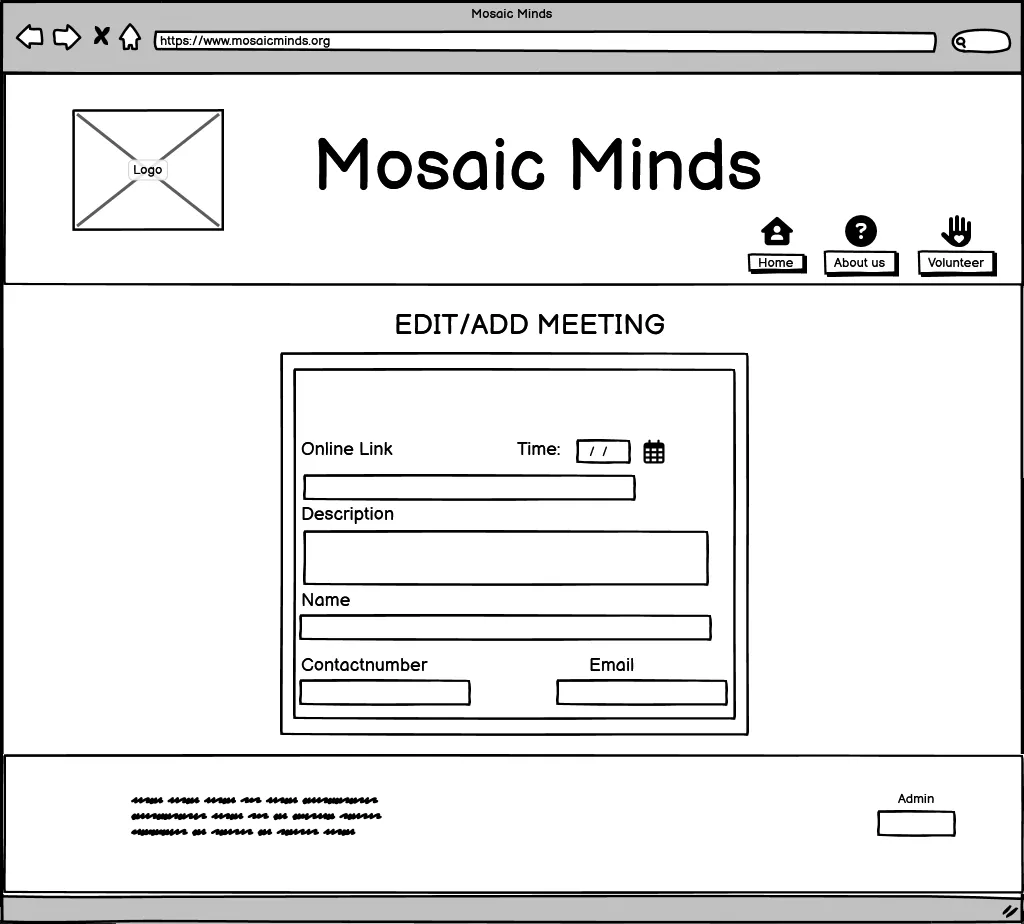 Mosaic Minds
https://www.mosaicminds.org
Logo
Mosaic Minds
?
Home
About us
Volunteer
EDIT/ADD MEETING
Online Link
Time:
/ /
Description
Name
Contactnumber
Email
Admin